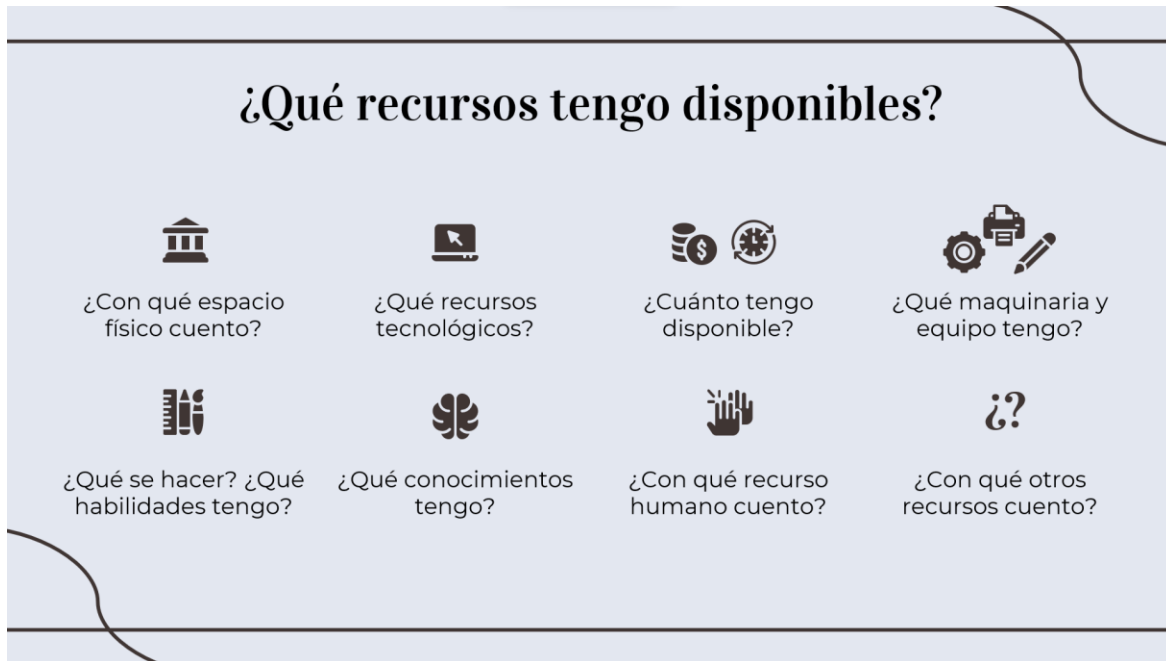 ¿Qué recursos tengo disponibles?
¿Con qué espacio
físico cuento?
¿Qué recursos
tecnológicos?
¿Cuánto tengo
disponible?
¿Qué maquinaria y
equipo tengo?
¿Qué se hacer? ¿Qué
habilidades tengo?
¿Qué conocimientos
tengo?
¿Con qué recurso
humano cuento?
¿?
¿Con qué otros
recursos cuento?